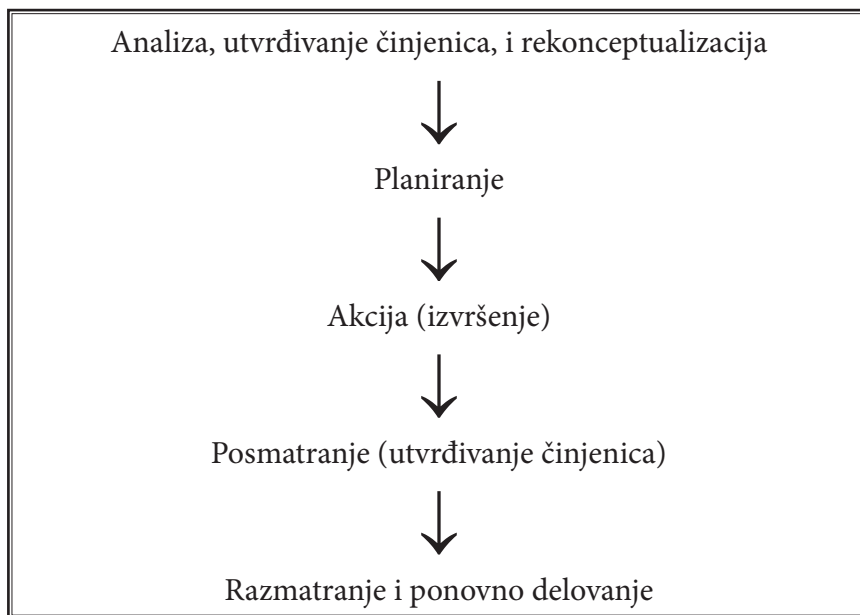 Analiza, utvrđivanje činjenica, i rekonceptualizacija
Planiranje
Akcija (izvršenje)
Posmatranje (utvrđivanje činjenica)
Razmatranje i ponovno delovanje